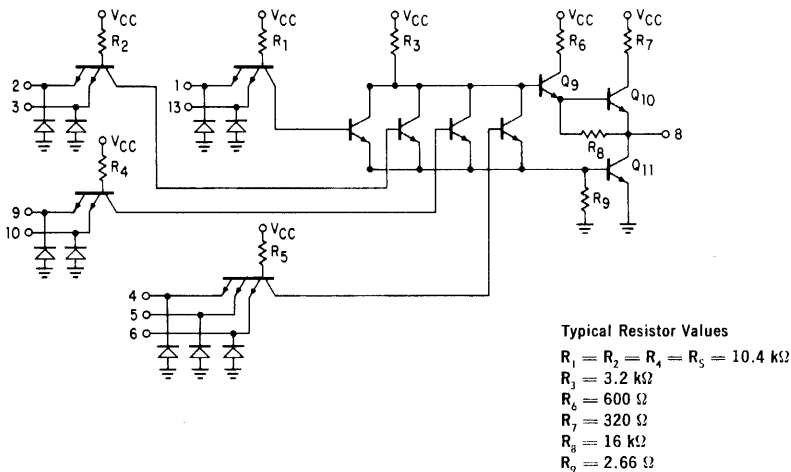 VCC VCC VCC VCC VCC
R2 R1 R3 R6 R7
2 1 Q9 Q10
3 13
R8 8
VCC
R4 Q11
R9
9 VCC
10 R5
4
5
6
Typical Resistor Values
R1 = R2 = R4 = R5 = 10.4 kΩ
R3 = 3.2 kΩ
R6 = 600 Ω
R7 = 320 Ω
R8 = 16 kΩ
R9 = 2.66 Ω